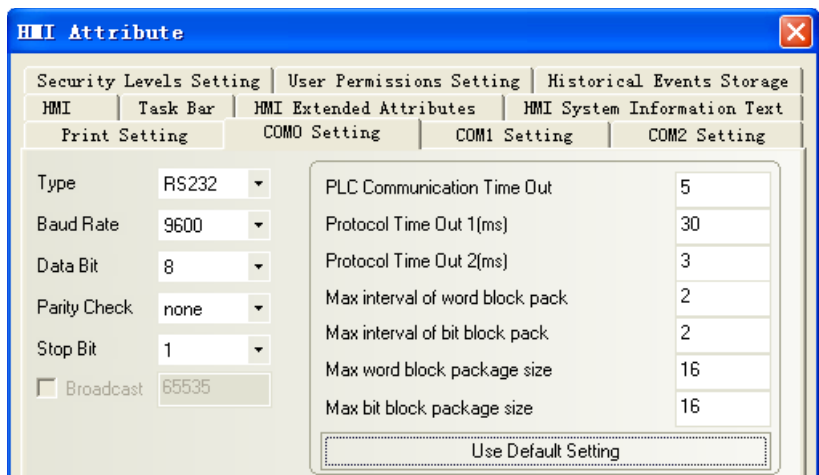 HMI Attribute
Security Levels Setting User Permissions Setting Historical Events Storage
HMI Task Bar HMI Extended Attributes HMI System Information Text
Print Setting COM0 Setting COM1 Setting COM2 Setting
Type RS232
Baud Rate 9600
Data Bit 8
Parity Check none
Stop Bit 1
Broadcast 65535
PLC Communication Time Out 5
Protocol Time Out 1(ms) 30
Protocol Time Out 2(ms) 3
Max interval of word block pack 2
Max interval of bit block pack 2
Max word block package size 16
Max bit block package size 16
Use Default Setting